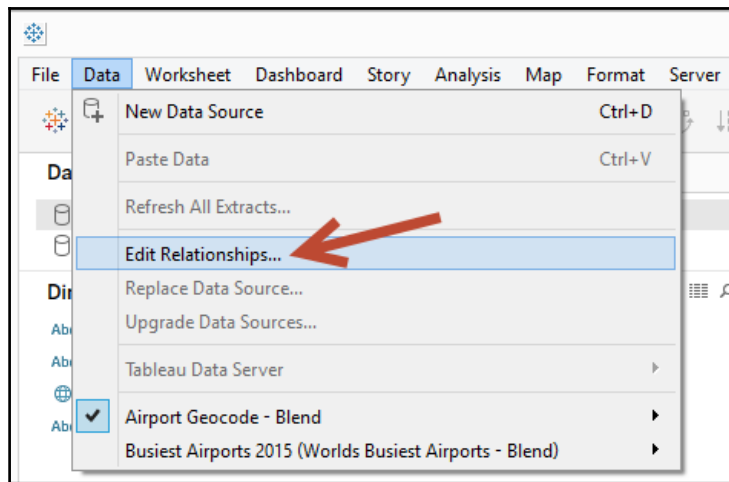 File Data Worksheet Dashboard Story Analysis Map Format Server
New Data Source Ctrl+D
Da
Paste Data Ctrl+V
Refresh All Extracts...
Edit Relationships...
Replace Data Source...
Upgrade Data Sources...
Tableau Data Server
Airport Geocode - Blend
Busiest Airports 2015 (Worlds Busiest Airports - Blend)